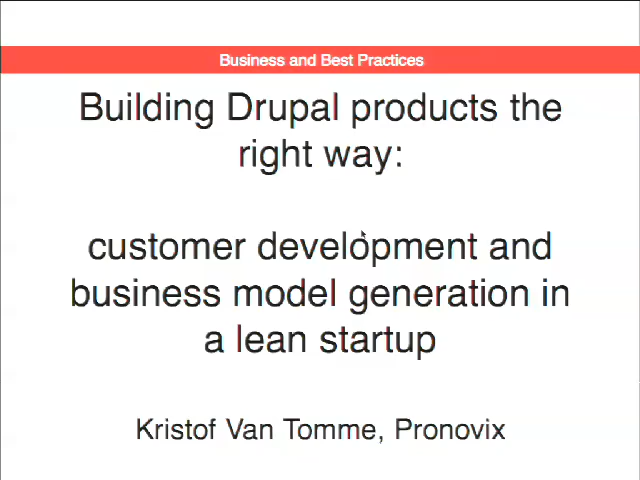 Business and Best Practices
Building Drupal products the
right way:
customer development and
business model generation in
a lean startup
Kristof Van Tomme, Pronovix